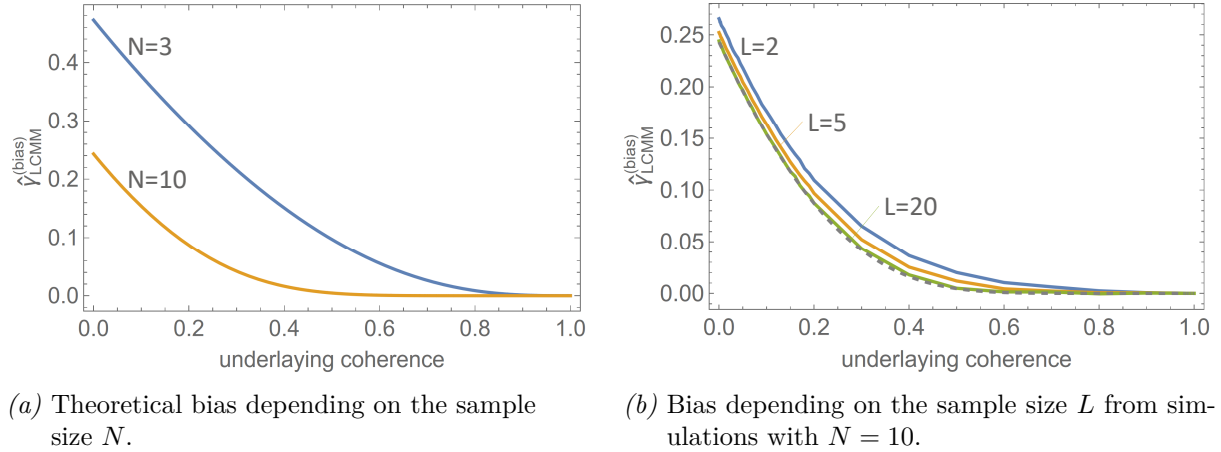 N=3
N=10
0.4
0.3
0.2
0.1
0.0
0.0 0.2 0.4 0.6 0.8 1.0
γ̂_LCMM^(bias)
underlaying coherence
(a) Theoretical bias depending on the sample
size N.
L=2
L=5
L=20
0.25
0.20
0.15
0.10
0.05
0.00
0.0 0.2 0.4 0.6 0.8 1.0
γ̂_LCMM^(bias)
underlaying coherence
(b) Bias depending on the sample size L from sim-
ulations with N = 10.